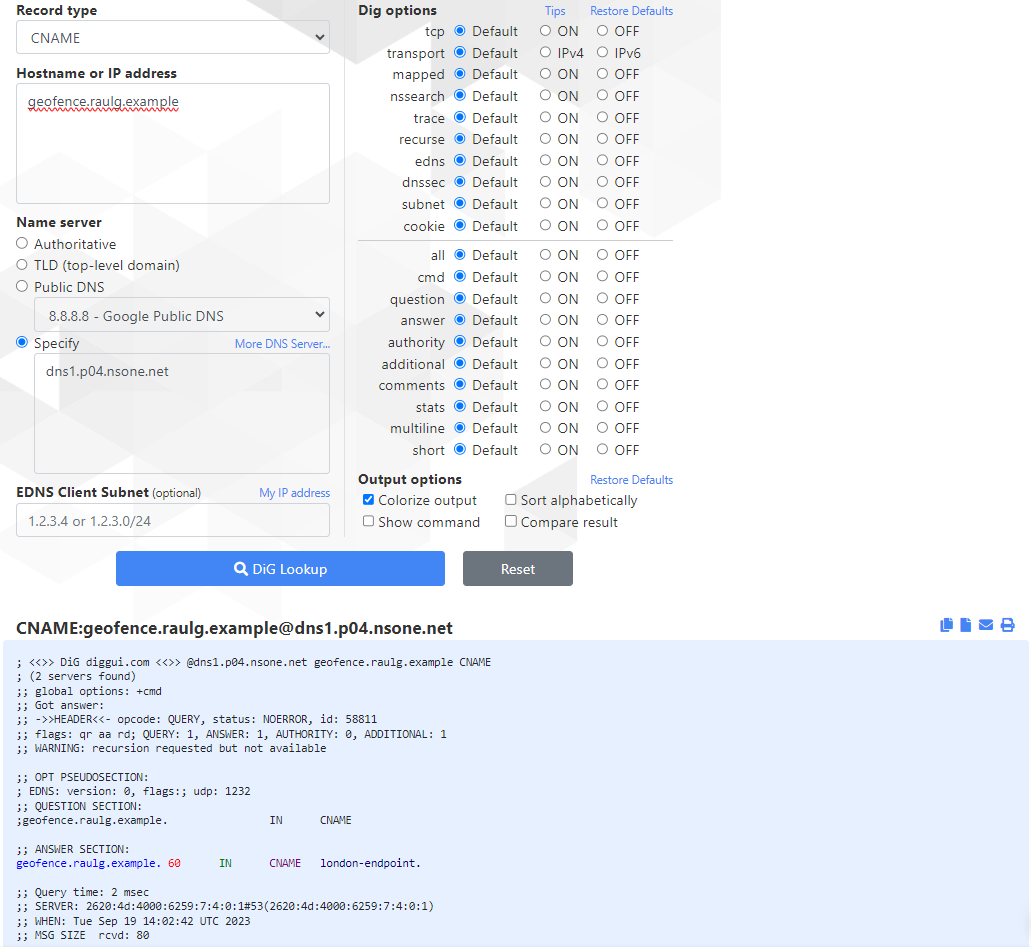 Record type
CNAME
Hostname or IP address
geofence.raulg.example
Name server
Authoritative
TLD (top-level domain)
Public DNS
8.8.8.8 - Google Public DNS
Specify More DNS Server...
dns1.p04.nsone.net
EDNS Client Subnet (optional) My IP address
1.2.3.4 or 1.2.3.0/24
Dig options Tips Restore Defaults
tcp Default ON OFF
transport Default IPv4 IPv6
mapped Default ON OFF
nssearch Default ON OFF
trace Default ON OFF
recurse Default ON OFF
edns Default ON OFF
dnssec Default ON OFF
subnet Default ON OFF
cookie Default ON OFF
all Default ON OFF
cmd Default ON OFF
question Default ON OFF
answer Default ON OFF
authority Default ON OFF
additional Default ON OFF
comments Default ON OFF
stats Default ON OFF
multiline Default ON OFF
short Default ON OFF
Output options Restore Defaults
Colorize output Sort alphabetically
Show command Compare result
DiG Lookup Reset
CNAME:geofence.raulg.example@dns1.p04.nsone.net
; <<>> DiG diggui.com <<>> @dns1.p04.nsone.net geofence.raulg.example CNAME
; (2 servers found)
;; global options: +cmd
;; Got answer:
;; ->>HEADER<<- opcode: QUERY, status: NOERROR, id: 58811
;; flags: qr aa rd; QUERY: 1, ANSWER: 1, AUTHORITY: 0, ADDITIONAL: 1
;; WARNING: recursion requested but not available
;; OPT PSEUDOSECTION:
; EDNS: version: 0, flags:; udp: 1232
;; QUESTION SECTION:
;geofence.raulg.example. IN CNAME
;; ANSWER SECTION:
geofence.raulg.example. 60 IN CNAME london-endpoint.
;; Query time: 2 msec
;; SERVER: 2620:4d:4000:6259:7:4:0:1#53(2620:4d:4000:6259:7:4:0:1)
;; WHEN: Tue Sep 19 14:02:42 UTC 2023
;; MSG SIZE rcvd: 80